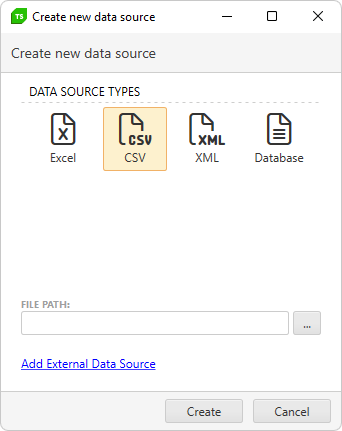 TS Create new data source
Create new data source
DATA SOURCE TYPES
X CSV XML
Excel CSV XML Database
FILE PATH:
...
Add External Data Source
Create Cancel